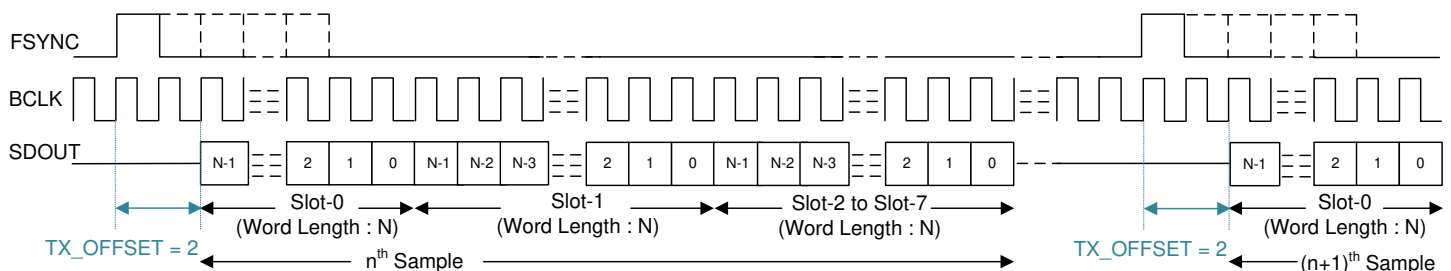 FSYNC
BCLK
SDOUT
N-1 2 1 0 N-1 N-2 N-3 2 1 0 N-1 N-2 N-3 2 1 0 N-1 2 1 0
Slot-0 Slot-1 Slot-2 to Slot-7 Slot-0
(Word Length : N) (Word Length : N) (Word Length : N) (Word Length : N)
TX_OFFSET = 2 TX_OFFSET = 2
nth Sample (n+1)th Sample